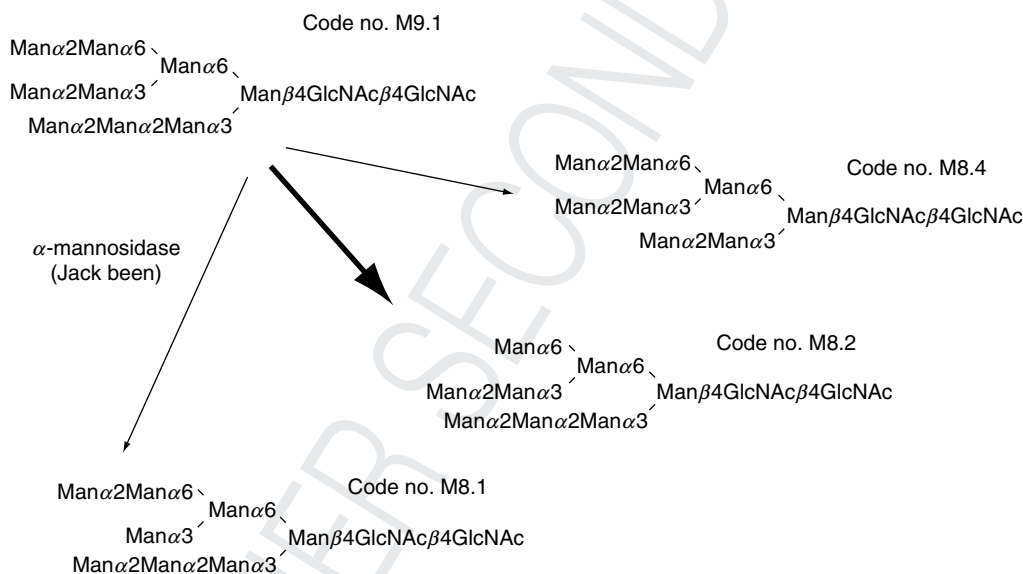 Code no. M9.1
Manα2Manα6
Manα6
Manα2Manα3
Manβ4GlcNAcβ4GlcNAc
Manα2Manα2Manα3
Code no. M8.4
Manα2Manα6
Manα6
Manα2Manα3
Manβ4GlcNAcβ4GlcNAc
Manα2Manα3
α-mannosidase
(Jack been)
Code no. M8.2
Manα6
Manα6
Manα2Manα3
Manβ4GlcNAcβ4GlcNAc
Manα2Manα2Manα3
Code no. M8.1
Manα2Manα6
Manα6
Manα3
Manβ4GlcNAcβ4GlcNAc
Manα2Manα2Manα3
ER SECOND